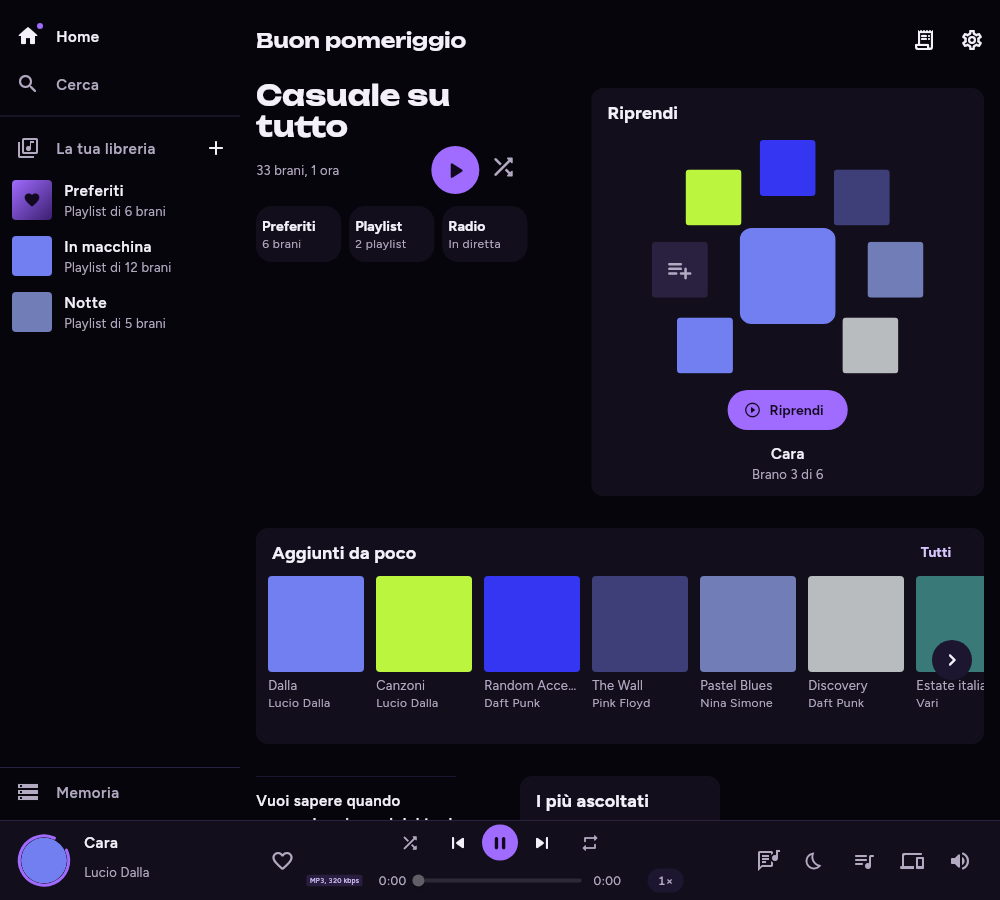 Home
Cerca
La tua libreria
Preferiti
Playlist di 6 brani
In macchina
Playlist di 12 brani
Notte
Playlist di 5 brani
Memoria
Buon pomeriggio
Casuale su
tutto
33 brani, 1 ora
Preferiti
6 brani
Playlist
2 playlist
Radio
In diretta
Riprendi
Riprendi
Cara
Brano 3 di 6
Aggiunti da poco
Tutti
Dalla
Lucio Dalla
Canzoni
Lucio Dalla
Random Acce...
Daft Punk
The Wall
Pink Floyd
Pastel Blues
Nina Simone
Discovery
Daft Punk
Estate italia
Vari
Vuoi sapere quando
I più ascoltati
Cara
Lucio Dalla
MP3, 320 kbps
0:00
0:00
1×